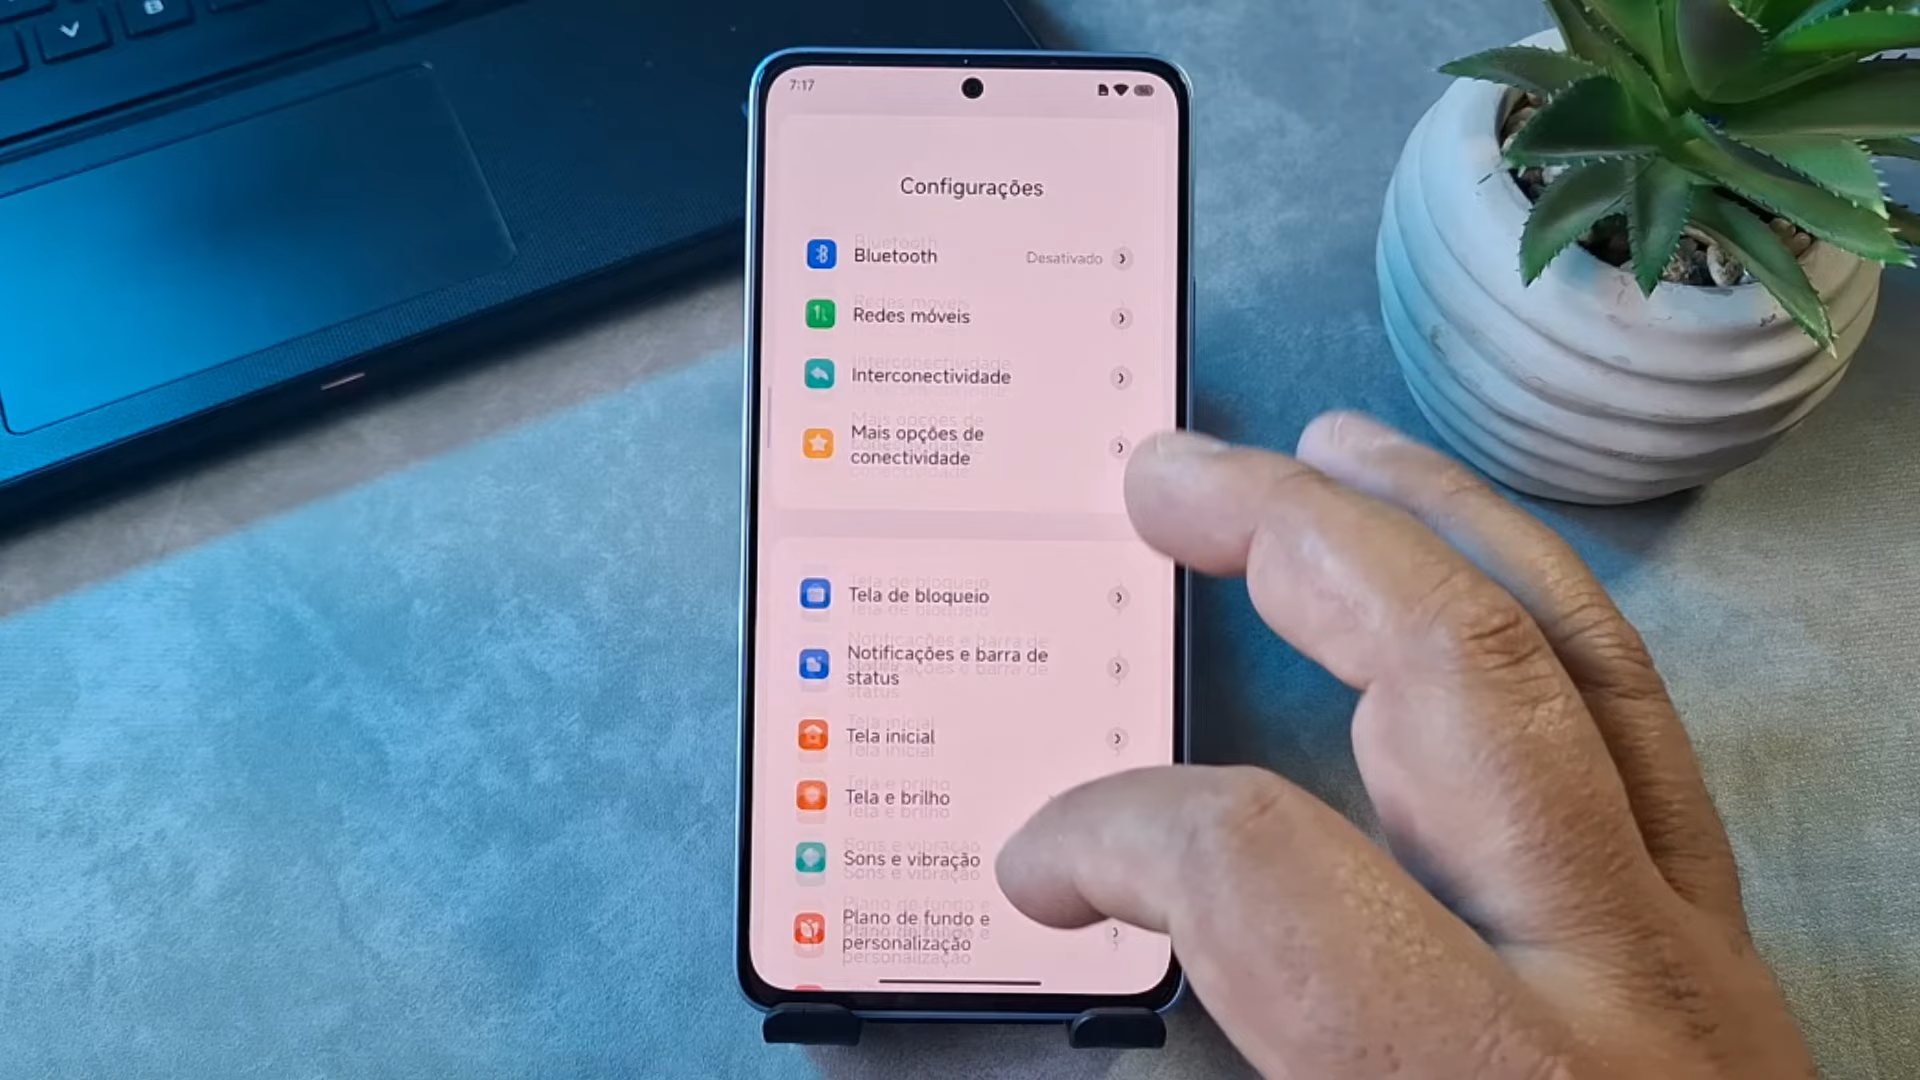 V
B
7:17
Configurações
Bluetooth Desativado
Redes móveis
Interconectividade
Mais opções de
conectividade
Tela de bloqueio
Notificações e barra de
status
Tela inicial
Tela e brilho
Sons e vibração
Plano de fundo e
personalização